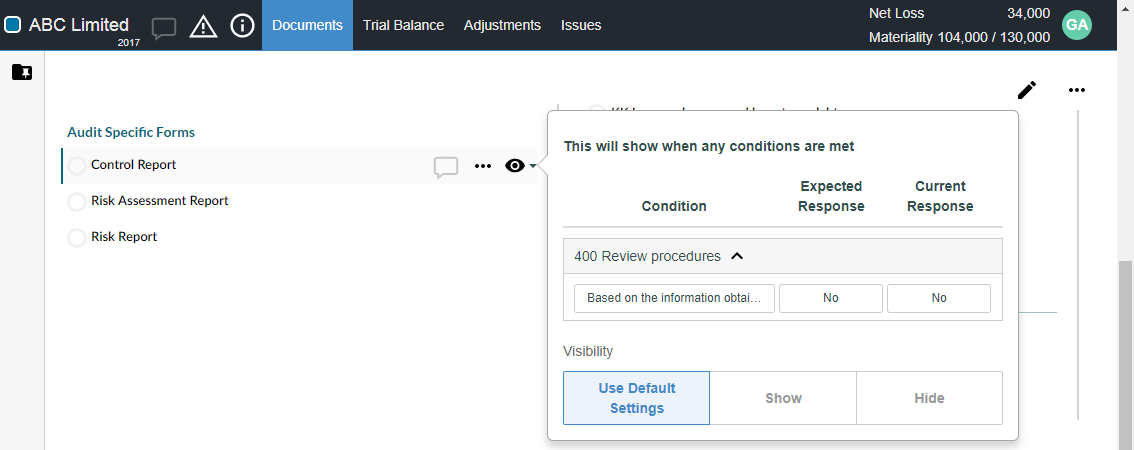 ABC Limited
2017
Documents
Trial Balance
Adjustments
Issues
Net Loss 34,000
Materiality 104,000 / 130,000
GA
Audit Specific Forms
Control Report
Risk Assessment Report
Risk Report
This will show when any conditions are met
Condition
Expected
Response
Current
Response
400 Review procedures
Based on the information obtai...
No
No
Visibility
Use Default
Settings
Show
Hide